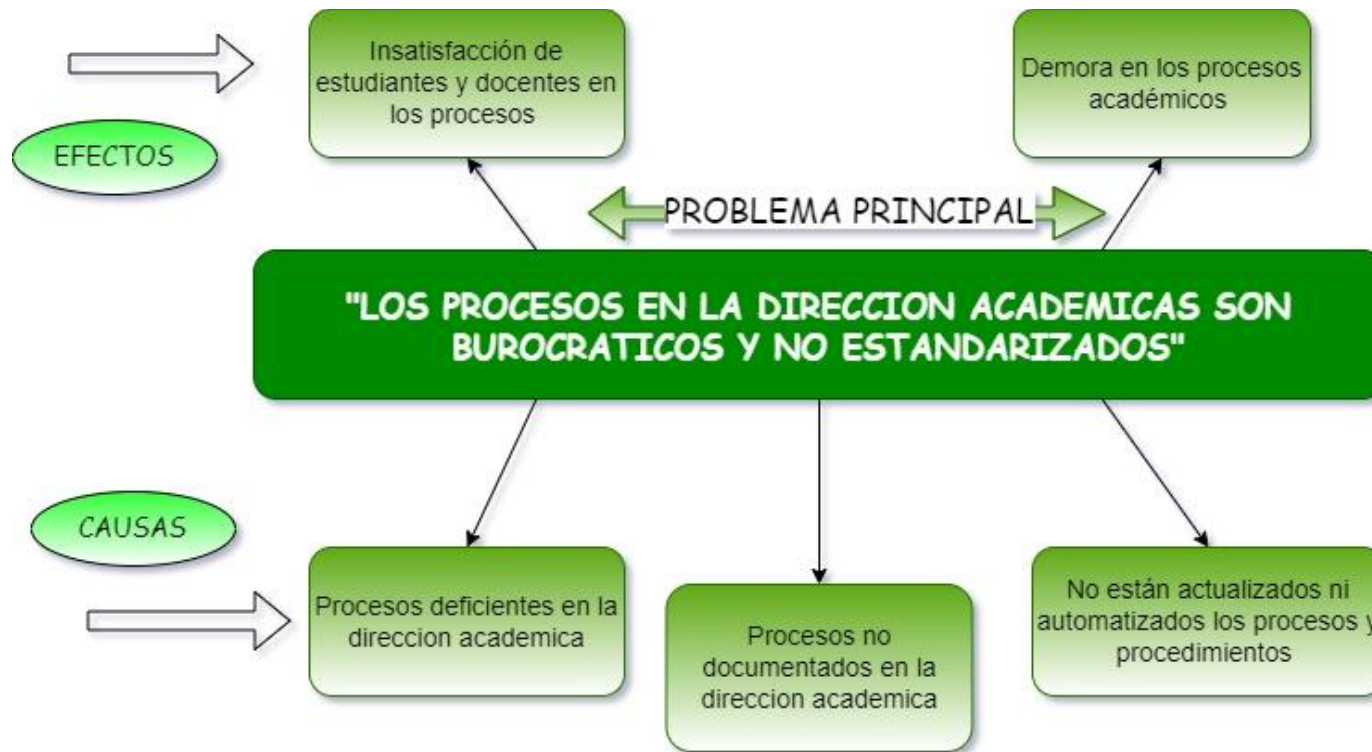 Insatisfacción de
estudiantes y docentes en
los procesos
Demora en los procesos
académicos
EFECTOS
PROBLEMA PRINCIPAL
"LOS PROCESOS EN LA DIRECCION ACADEMICAS SON
BUROCRATICOS Y NO ESTANDARIZADOS"
CAUSAS
Procesos deficientes en la
direccion academica
Procesos no
documentados en la
direccion academica
No están actualizados ni
automatizados los procesos y
procedimientos